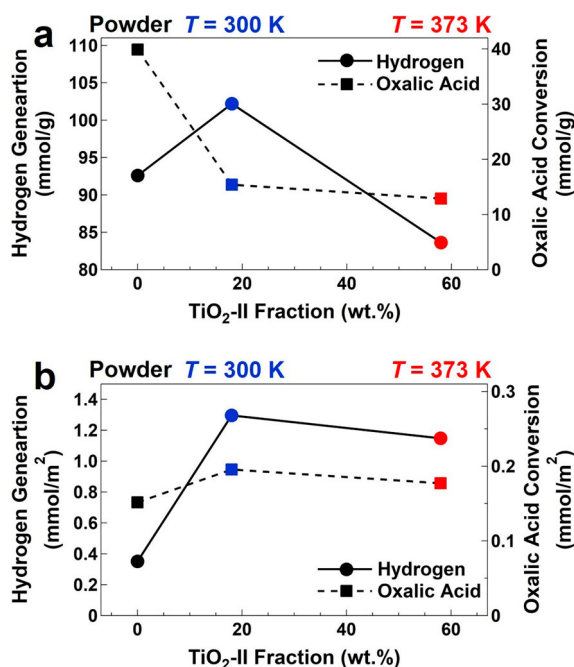 a
Powder T = 300 K T = 373 K
Hydrogen Geneartion
(mmol/g)
110
105
100
95
90
85
80
Hydrogen
Oxalic Acid
40
30
20
10
0
Oxalic Acid Conversion
(mmol/g)
0 20 40 60
TiO₂-II Fraction (wt.%)
b
Powder T = 300 K T = 373 K
Hydrogen Geneartion
(mmol/m²)
1.4
1.2
1.0
0.8
0.6
0.4
0.2
0
Hydrogen
Oxalic Acid
0.3
0.2
0.1
0
Oxalic Acid Conversion
(mmol/m²)
0 20 40 60
TiO₂-II Fraction (wt.%)